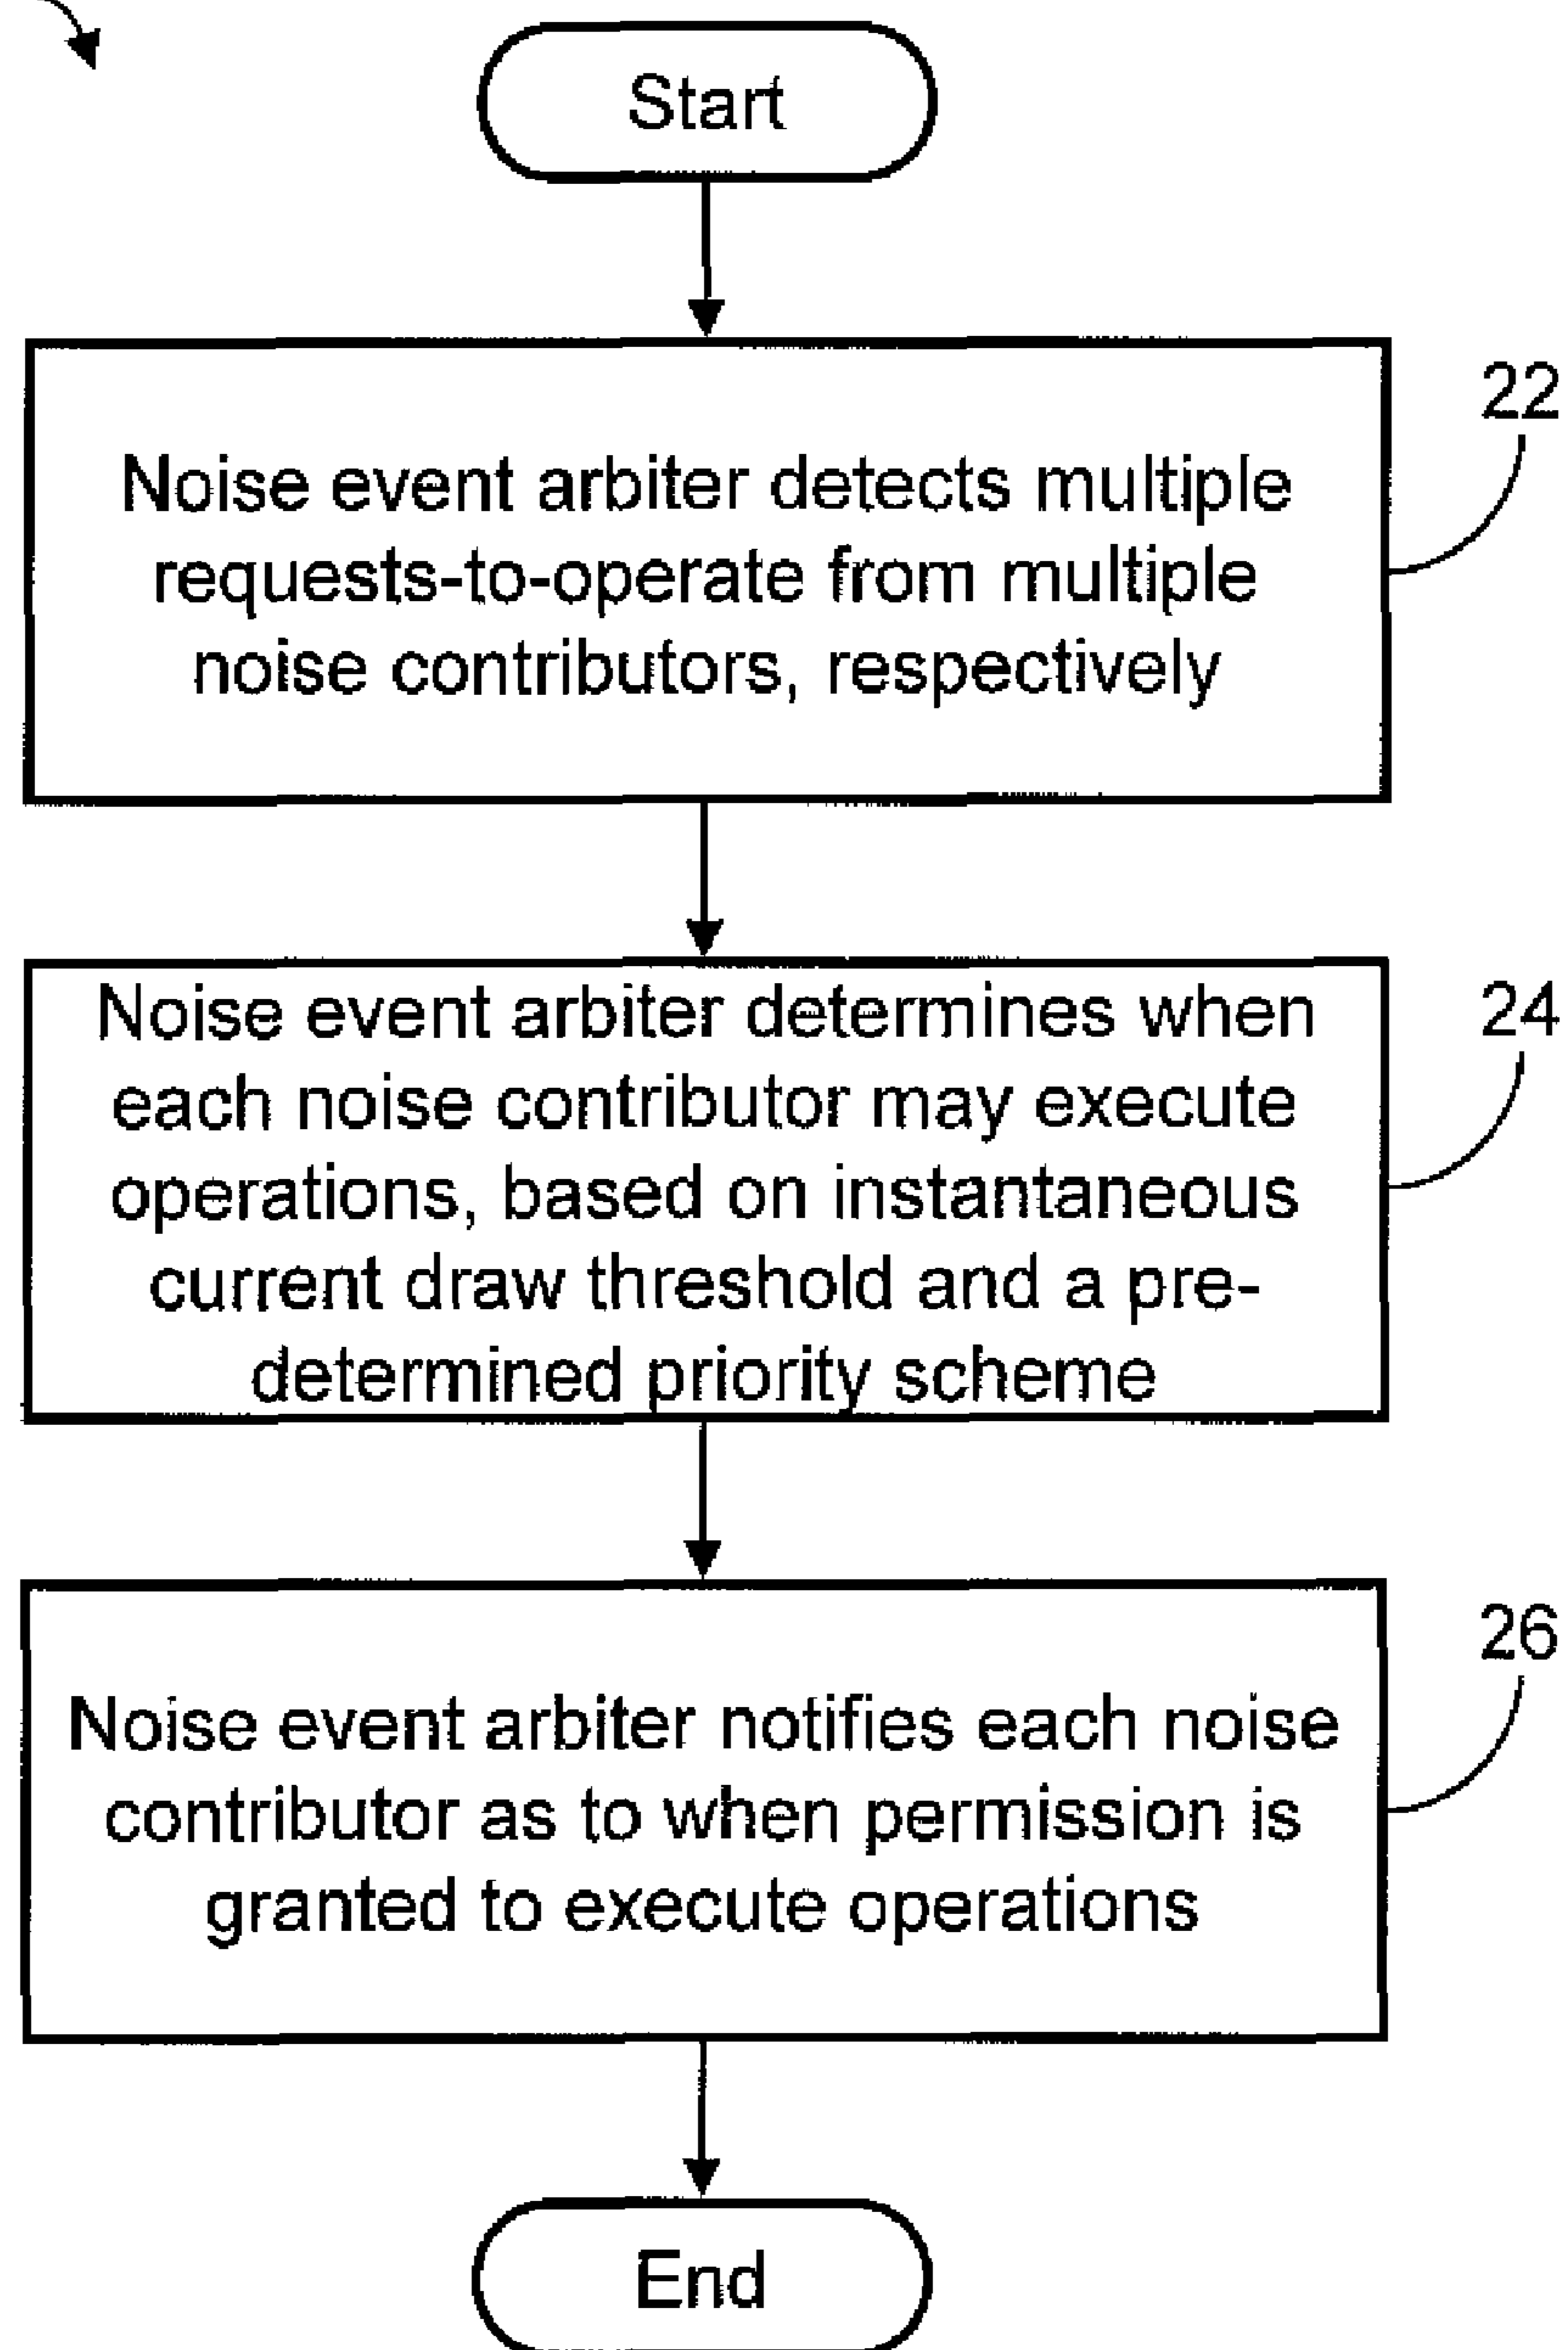 Start
22
Noise event arbiter detects multiple
requests-to-operate from multiple
noise contributors, respectively
24
Noise event arbiter determines when
each noise contributor may execute
operations, based on instantaneous
current draw threshold and a pre-
determined priority scheme
26
Noise event arbiter notifies each noise
contributor as to when permission is
granted to execute operations
End